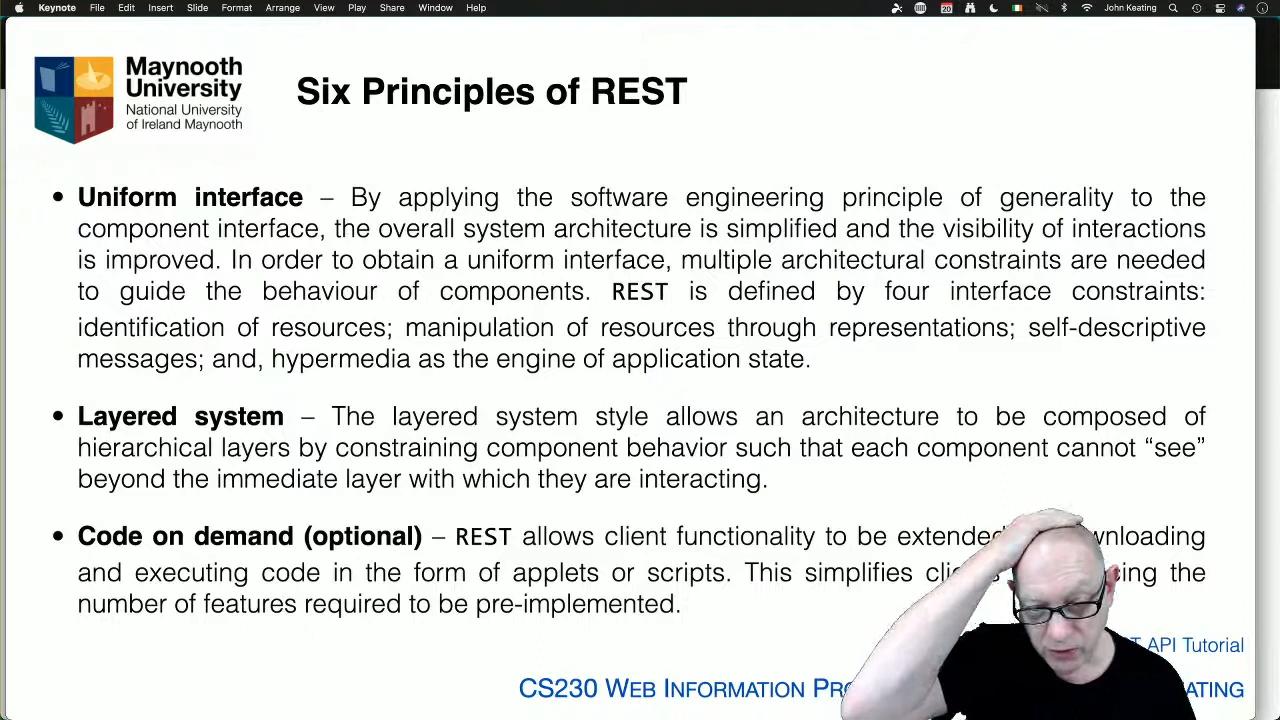 Keynote File Edit Insert Slide Format Arrange View Play Share Window Help 20 John Keating
Maynooth
University
National University
of Ireland Maynooth
Six Principles of REST
• Uniform interface – By applying the software engineering principle of generality to the
component interface, the overall system architecture is simplified and the visibility of interactions
is improved. In order to obtain a uniform interface, multiple architectural constraints are needed
to guide the behaviour of components. REST is defined by four interface constraints:
identification of resources; manipulation of resources through representations; self-descriptive
messages; and, hypermedia as the engine of application state.
• Layered system – The layered system style allows an architecture to be composed of
hierarchical layers by constraining component behavior such that each component cannot “see”
beyond the immediate layer with which they are interacting.
• Code on demand (optional) – REST allows client functionality to be extended
and executing code in the form of applets or scripts. This simplifies the
number of features required to be pre-implemented.
API Tutorial
CS230 WEB INFORMATION